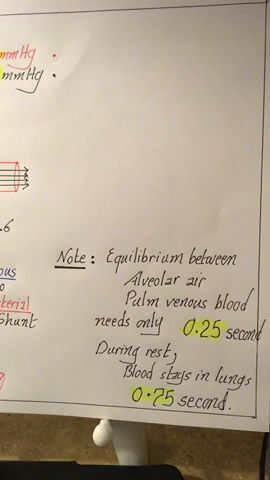 mmHg .
mmHg .
.6
Note : Equilibrium between
Alveolar air
Pulm venous blood
needs only 0.25 second
During rest,
Blood stays in lungs
0.75 second.
ous
o
terial
Shunt